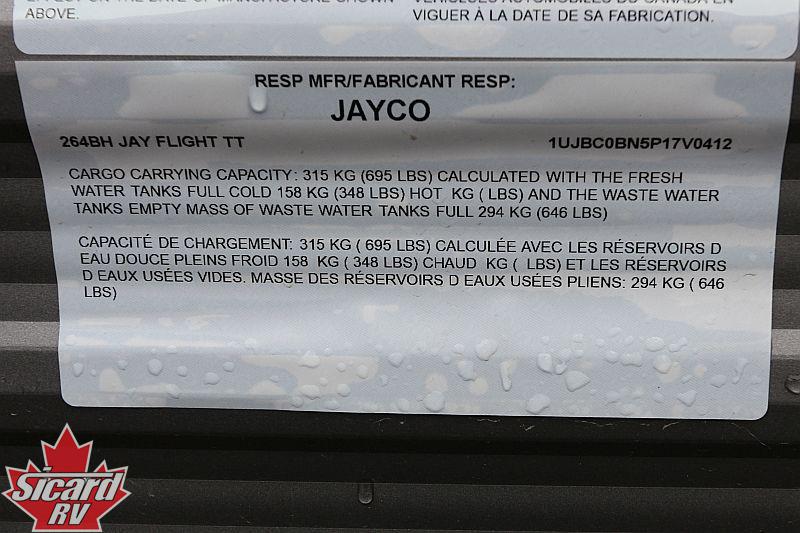 ABOVE.
VIGUER À LA DATE DE SA FABRICATION.
RESP MFR/FABRICANT RESP:
JAYCO
264BH JAY FLIGHT TT 1UJBC0BN5P17V0412
CARGO CARRYING CAPACITY: 315 KG (695 LBS) CALCULATED WITH THE FRESH
WATER TANKS FULL COLD 158 KG (348 LBS) HOT KG ( LBS) AND THE WASTE WATER
TANKS EMPTY MASS OF WASTE WATER TANKS FULL 294 KG (646 LBS)
CAPACITÉ DE CHARGEMENT: 315 KG ( 695 LBS) CALCULÉE AVEC LES RÉSERVOIRS D
EAU DOUCE PLEINS FROID 158 KG ( 348 LBS) CHAUD KG ( LBS) ET LES RÉSERVOIRS
D EAUX USÉES VIDES. MASSE DES RÉSERVOIRS D EAUX USÉES PLIENS: 294 KG ( 646
LBS)
Sicard
RV